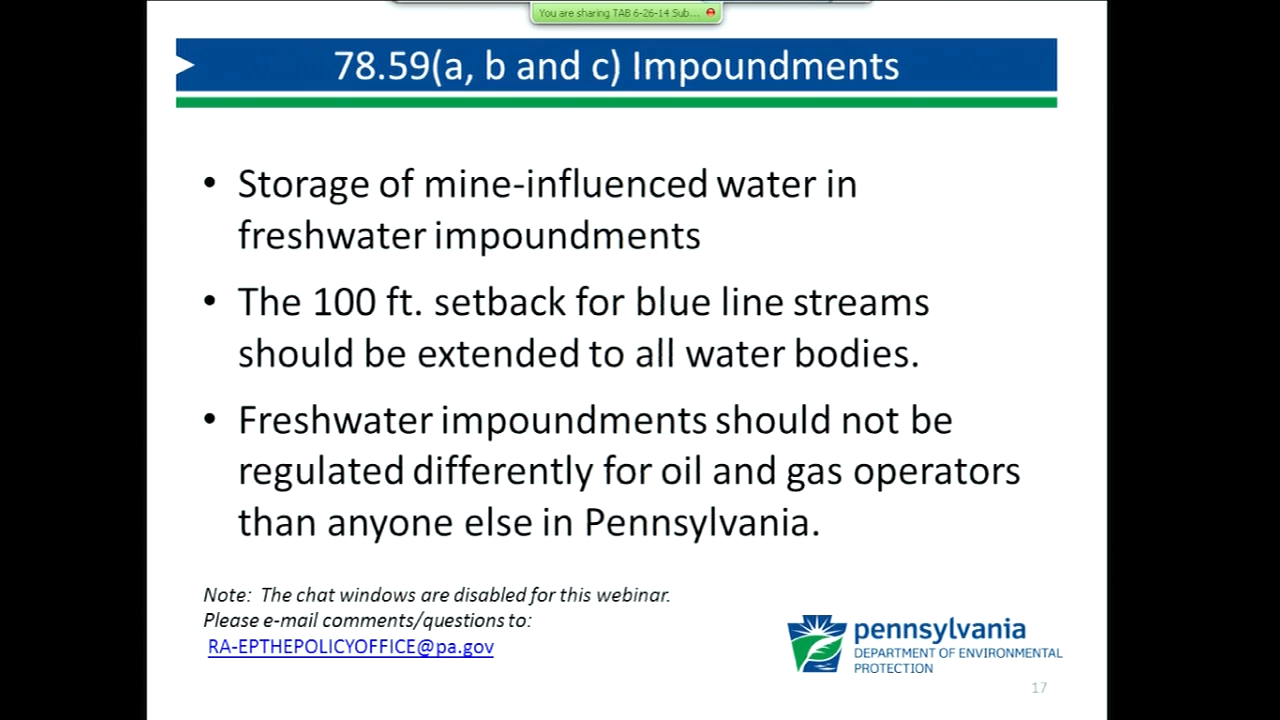 You are sharing TAB 6-26-14 Sub...
78.59(a, b and c) Impoundments
• Storage of mine-influenced water in
freshwater impoundments
• The 100 ft. setback for blue line streams
should be extended to all water bodies.
• Freshwater impoundments should not be
regulated differently for oil and gas operators
than anyone else in Pennsylvania.
Note: The chat windows are disabled for this webinar.
Please e-mail comments/questions to:
RA-EPTHEPOLICYOFFICE@pa.gov
pennsylvania
DEPARTMENT OF ENVIRONMENTAL
PROTECTION
17